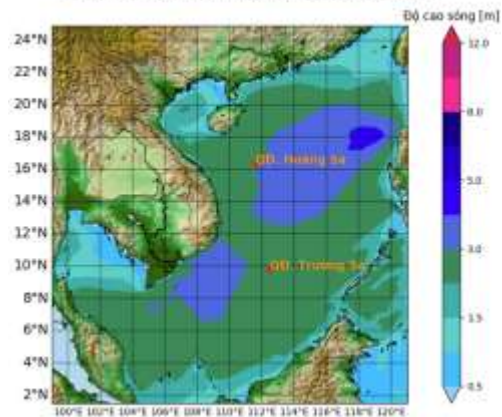 Độ cao sóng [m]
24°N
22°N
20°N
18°N
16°N
14°N
12°N
10°N
8°N
6°N
4°N
2°N
QĐ. Hoàng Sa
QĐ. Trường Sa
12.0
8.0
5.0
3.0
1.5
0.5
100°E 102°E 104°E 106°E 108°E 110°E 112°E 114°E 116°E 118°E 120°E